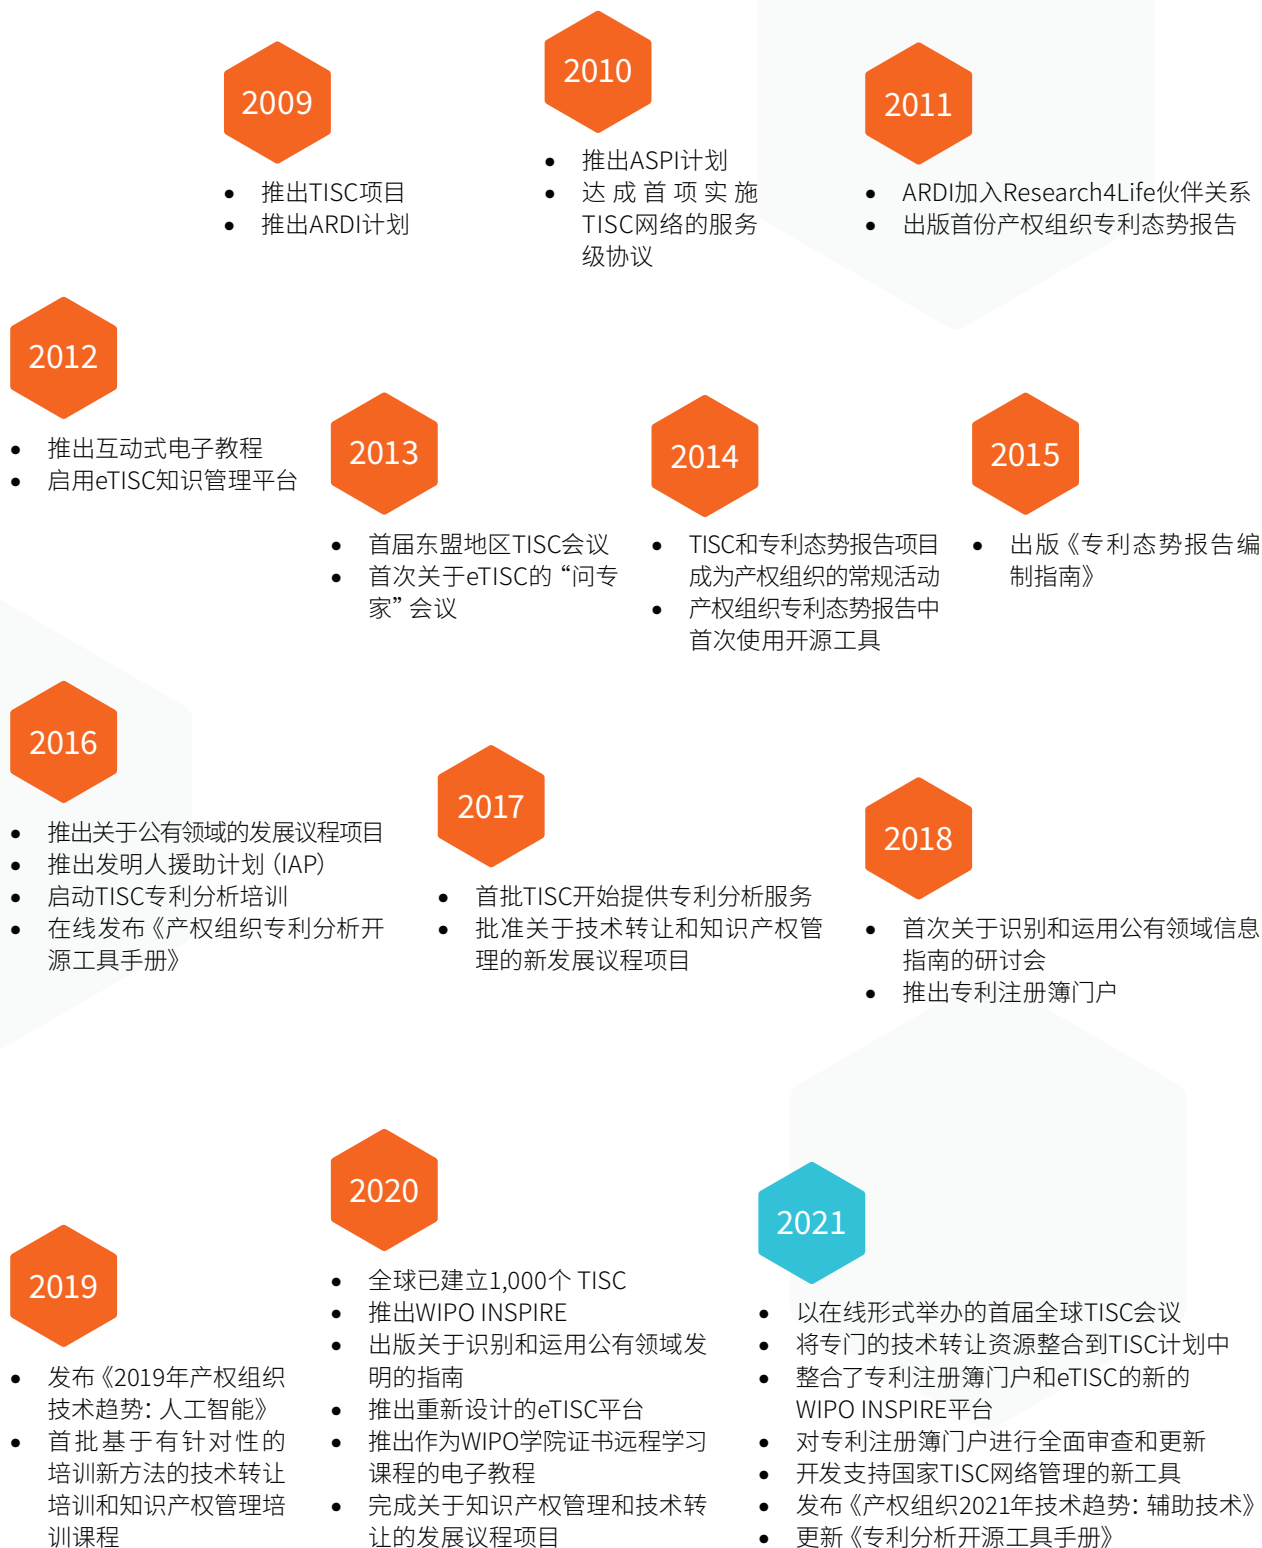 2009
• 推出TISC项目
• 推出ARDI计划
2010
• 推出ASPI计划
• 达成首项实施
TISC网络的服务
级协议
2011
• ARDI加入Research4Life伙伴关系
• 出版首份产权组织专利态势报告
2012
• 推出互动式电子教程
• 启用eTISC知识管理平台
2013
• 首届东盟地区TISC会议
• 首次关于eTISC的“问专
家”会议
2014
• TISC和专利态势报告项目
成为产权组织的常规活动
• 产权组织专利态势报告中
首次使用开源工具
2015
• 出版《专利态势报告编
制指南》
2016
• 推出关于公有领域的发展议程项目
• 推出发明人援助计划（IAP）
• 启动TISC专利分析培训
• 在线发布《产权组织专利分析开
源工具手册》
2017
• 首批TISC开始提供专利分析服务
• 批准关于技术转让和知识产权管
理的新发展议程项目
2018
• 首次关于识别和运用公有领域信息
指南的研讨会
• 推出专利注册簿门户
2019
• 发布《2019年产权组织
技术趋势：人工智能》
• 首批基于有针对性的
培训新方法的技术转让
培训和知识产权管理培
训课程
2020
• 全球已建立1,000个 TISC
• 推出WIPO INSPIRE
• 出版关于识别和运用公有领域发
明的指南
• 推出重新设计的eTISC平台
• 推出作为WIPO学院证书远程学习
课程的电子教程
• 完成关于知识产权管理和技术转
让的发展议程项目
2021
• 以在线形式举办的首届全球TISC会议
• 将专门的技术转让资源整合到TISC计划中
• 整合了专利注册簿门户和eTISC的新的
WIPO INSPIRE平台
• 对专利注册簿门户进行全面审查和更新
• 开发支持国家TISC网络管理的新工具
• 发布《产权组织2021年技术趋势：辅助技术》
• 更新《专利分析开源工具手册》